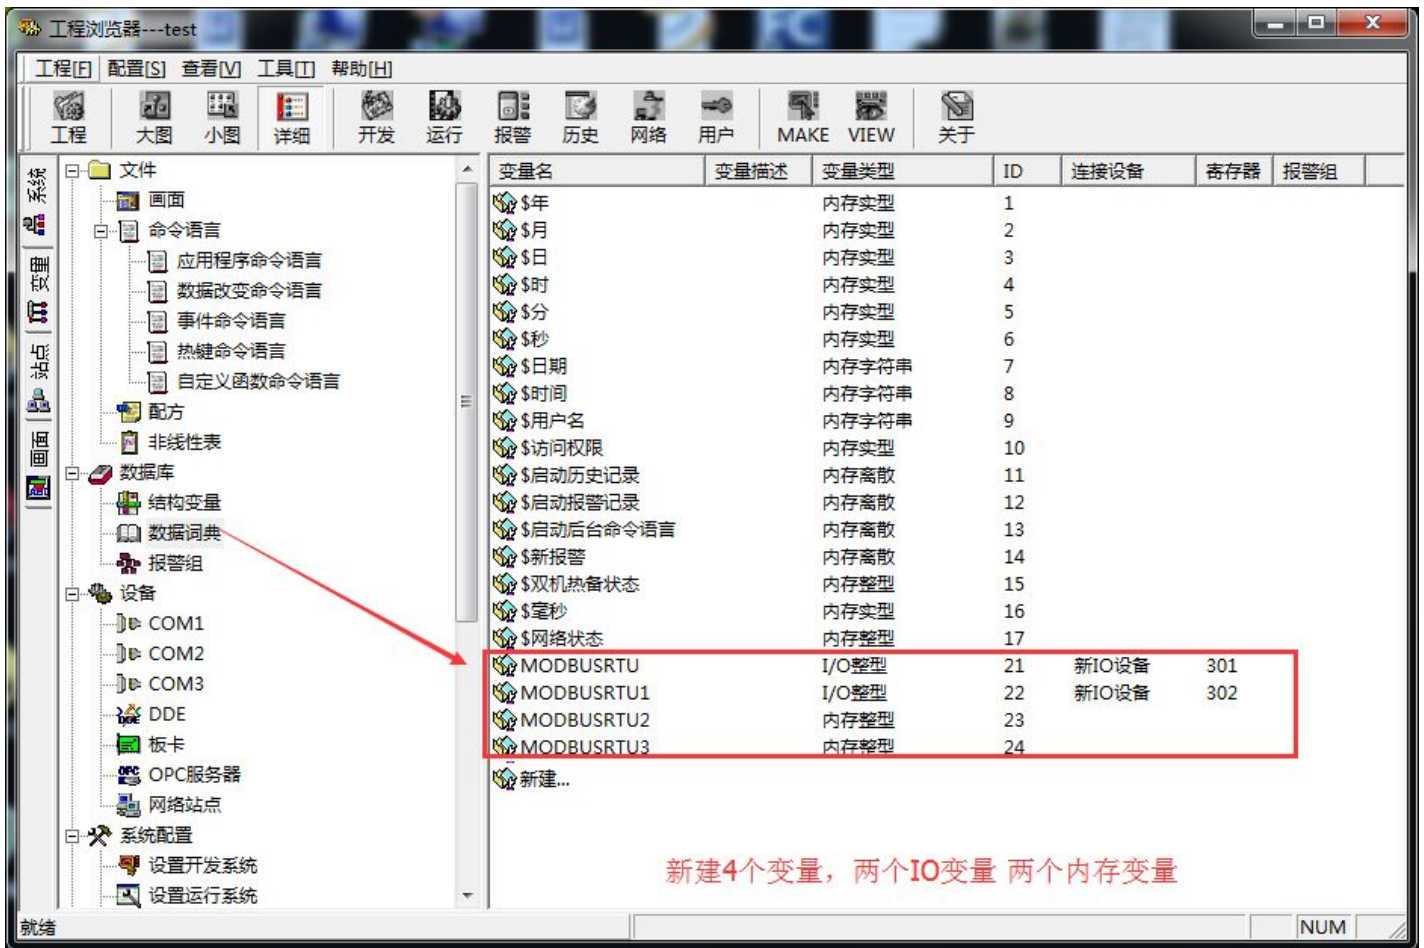 工程浏览器---test
工程[F] 配置[S] 查看[V] 工具[T] 帮助[H]
工程 大图 小图 详细 开发 运行 报警 历史 网络 用户 MAKE VIEW 关于
系统
变量
站点
画面
文件
画面
命令语言
应用程序命令语言
数据改变命令语言
事件命令语言
热键命令语言
自定义函数命令语言
配方
非线性表
数据库
结构变量
数据词典
报警组
设备
COM1
COM2
COM3
DDE
板卡
OPC服务器
网络站点
系统配置
设置开发系统
设置运行系统
变量名 变量描述 变量类型 ID 连接设备 寄存器 报警组
$年 内存实型 1
$月 内存实型 2
$日 内存实型 3
$时 内存实型 4
$分 内存实型 5
$秒 内存实型 6
$日期 内存字符串 7
$时间 内存字符串 8
$用户名 内存字符串 9
$访问权限 内存实型 10
$启动历史记录 内存离散 11
$启动报警记录 内存离散 12
$启动后台命令语言 内存离散 13
$新报警 内存离散 14
$双机热备状态 内存整型 15
$毫秒 内存实型 16
$网络状态 内存整型 17
MODBUSRTU I/O整型 21 新IO设备 301
MODBUSRTU1 I/O整型 22 新IO设备 302
MODBUSRTU2 内存整型 23
MODBUSRTU3 内存整型 24
新建...
新建4个变量，两个IO变量 两个内存变量
就绪 NUM